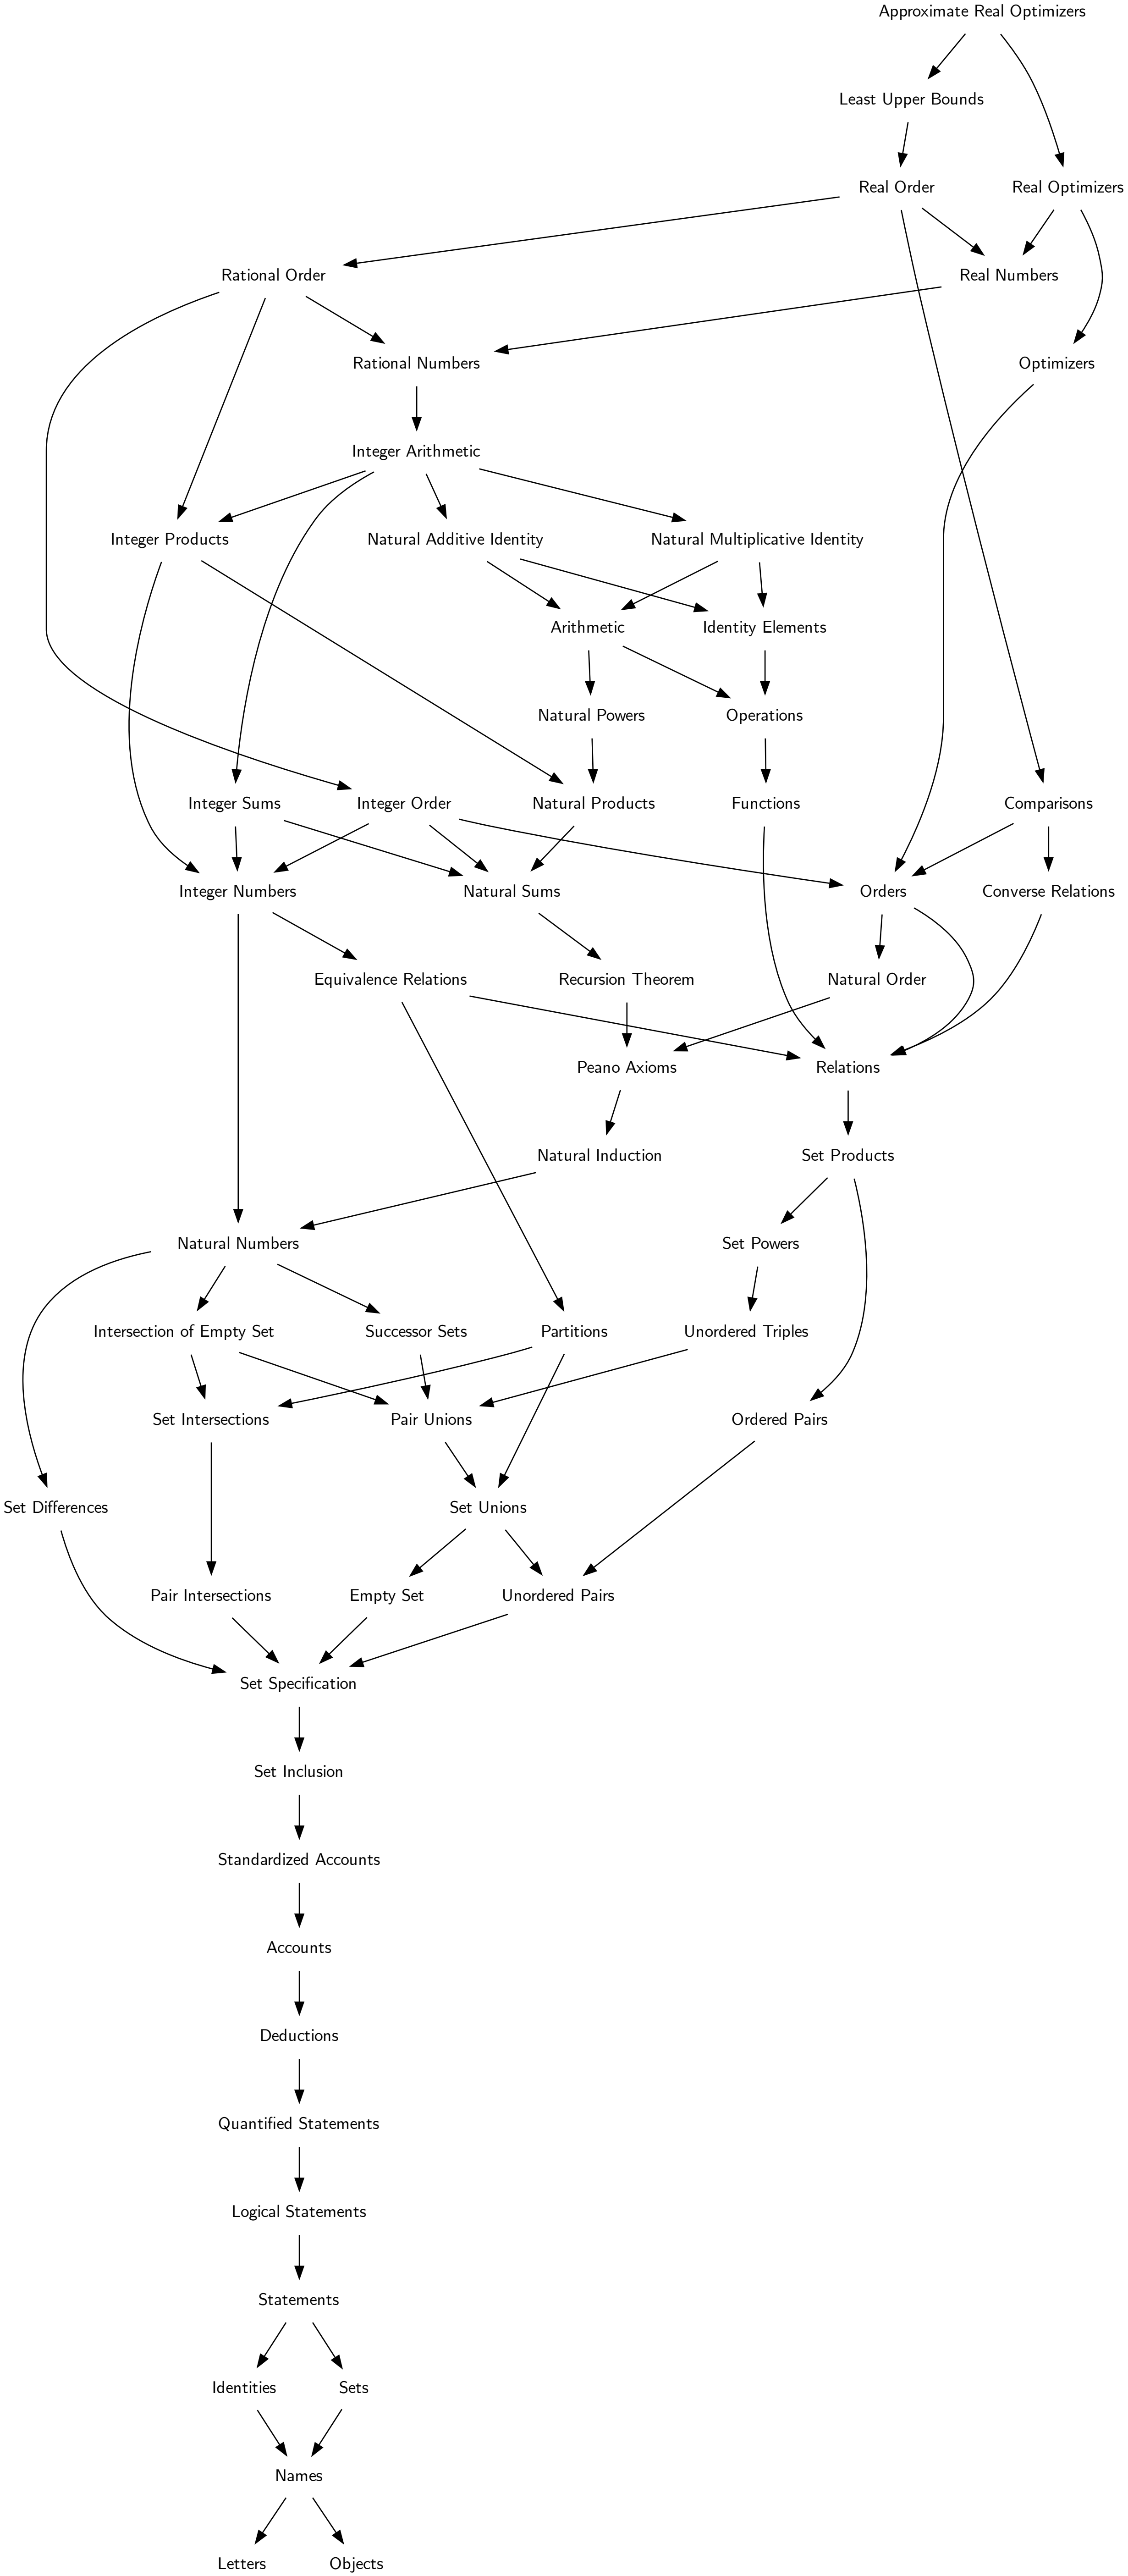 Approximate Real Optimizers
Least Upper Bounds
Real Order
Real Optimizers
Rational Order
Real Numbers
Rational Numbers
Optimizers
Integer Arithmetic
Integer Products
Natural Additive Identity
Natural Multiplicative Identity
Arithmetic
Identity Elements
Natural Powers
Operations
Integer Sums
Integer Order
Natural Products
Functions
Comparisons
Integer Numbers
Natural Sums
Orders
Converse Relations
Equivalence Relations
Recursion Theorem
Natural Order
Peano Axioms
Relations
Natural Induction
Set Products
Natural Numbers
Set Powers
Intersection of Empty Set
Successor Sets
Partitions
Unordered Triples
Set Intersections
Pair Unions
Ordered Pairs
Set Differences
Set Unions
Pair Intersections
Empty Set
Unordered Pairs
Set Specification
Set Inclusion
Standardized Accounts
Accounts
Deductions
Quantified Statements
Logical Statements
Statements
Identities
Sets
Names
Letters
Objects